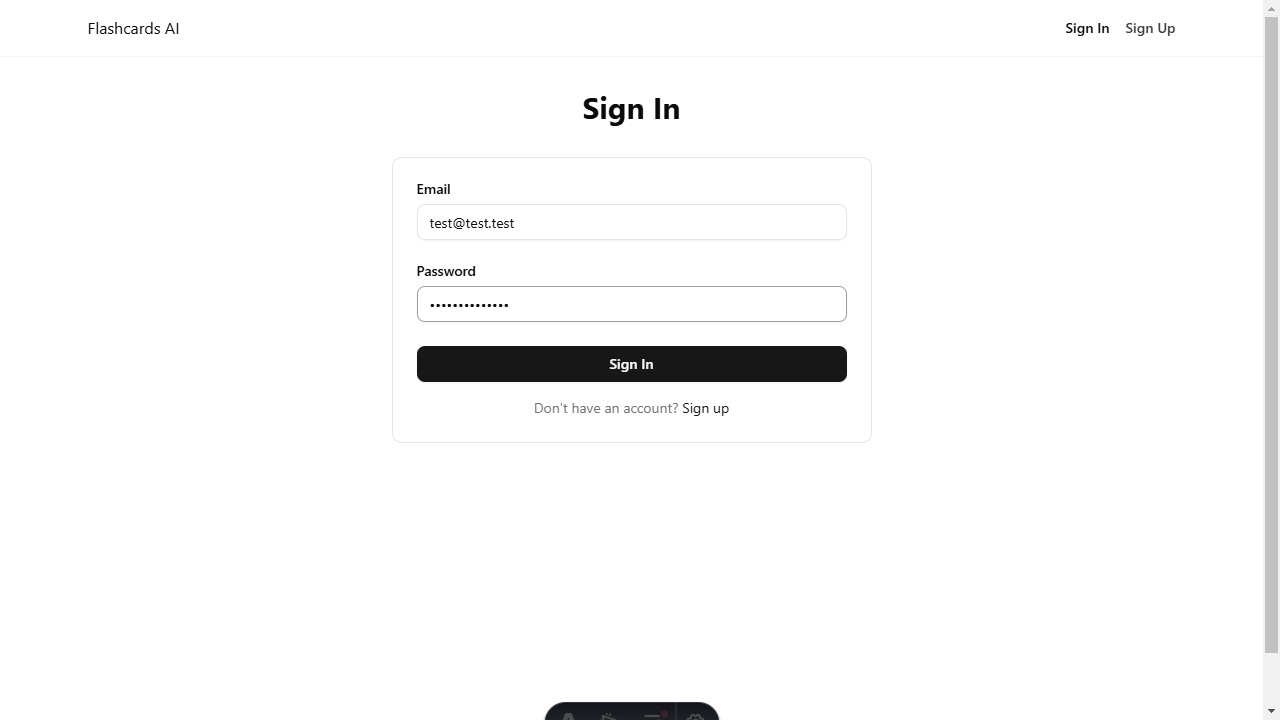 Flashcards AI
Sign In
Sign Up
Sign In
Email
test@test.test
Password
••••••••••••••
Sign In
Don't have an account? Sign up